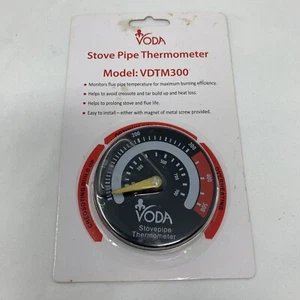 VODA
Stove Pipe Thermometer
Model: VDTM300
• Monitors flue pipe temperature for maximum burning efficiency.
• Helps to avoid creosote and tar build up and heat loss.
• Helps to prolong stove and flue life.
• Easy to install – either with magnet of metal screw provided.
VODA
Stovepipe
Thermometer